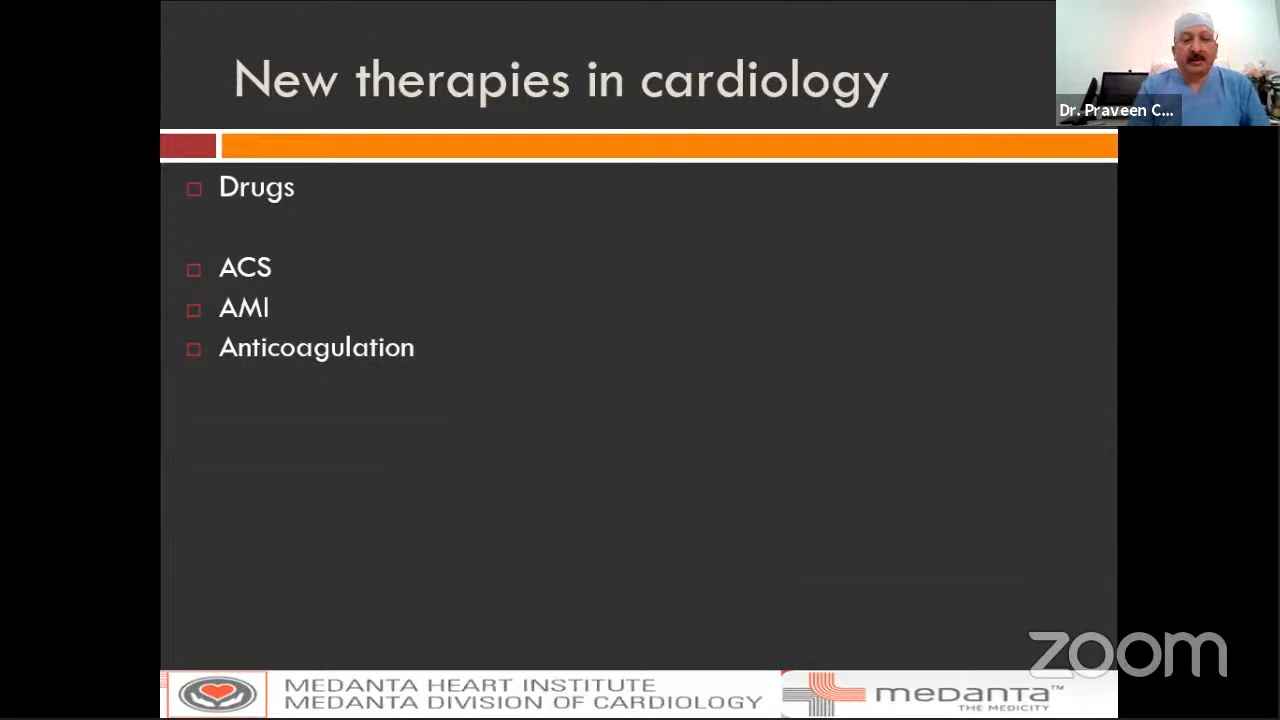 New therapies in cardiology
Dr. Praveen C...
Drugs
ACS
AMI
Anticoagulation
zoom
MEDANTA HEART INSTITUTE
MEDANTA DIVISION OF CARDIOLOGY
medanta™
THE MEDICITY